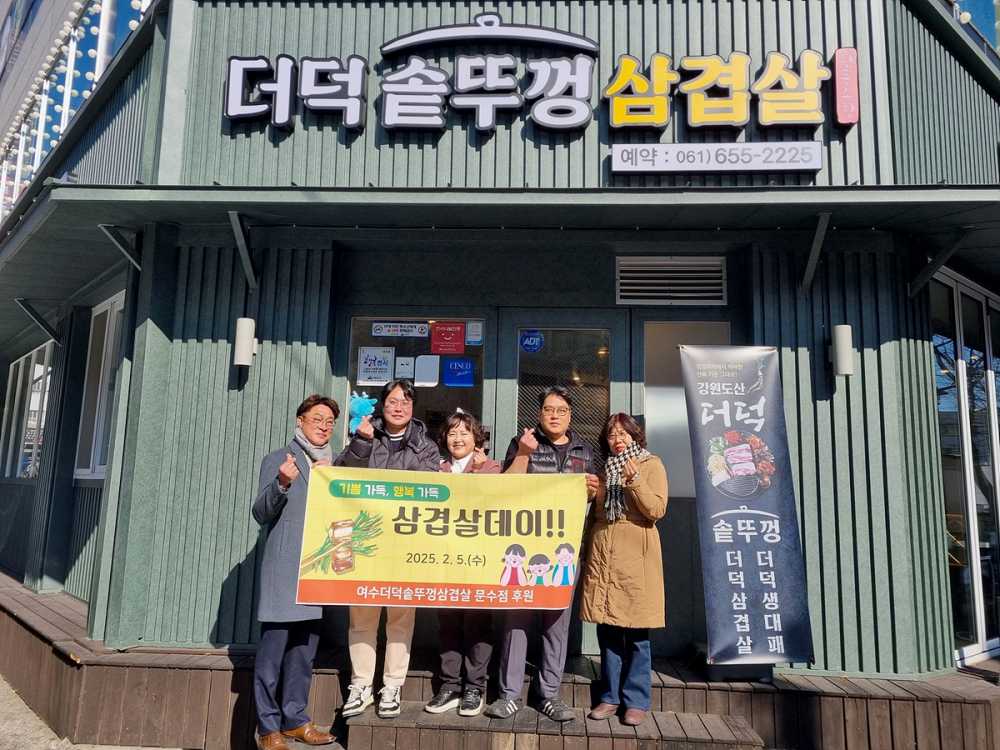 더덕솥뚜껑삼겹살
예약 : 061) 655-2225
ADT
CESCO
기쁨 가득, 행복 가득
삼겹살데이!!
2025. 2. 5.(수)
여수더덕솥뚜껑삼겹살 문수점 후원
강원도산
더덕
솥뚜껑
더덕생대패
더덕삼겹살